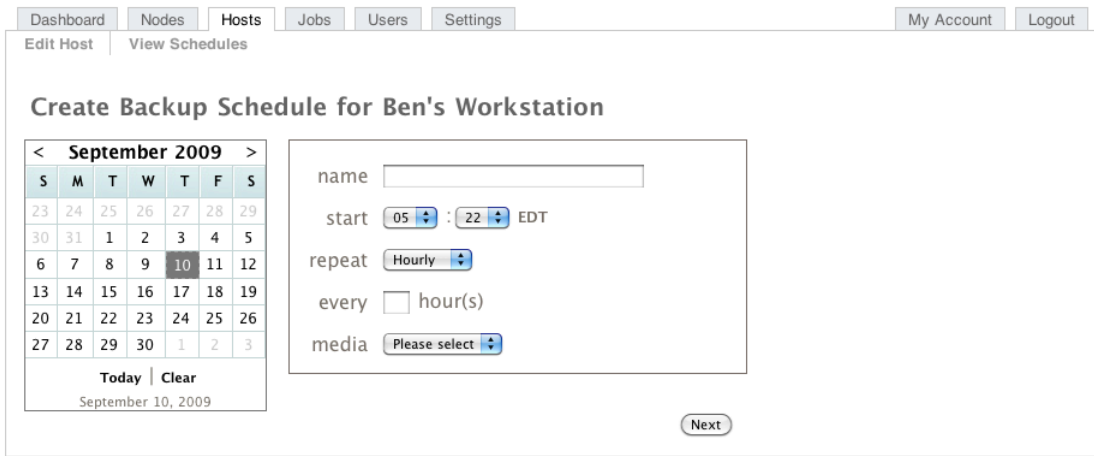 Dashboard Nodes Hosts Jobs Users Settings My Account Logout
Edit Host View Schedules
Create Backup Schedule for Ben's Workstation
< September 2009 >
S M T W T F S
23 24 25 26 27 28 29
30 31 1 2 3 4 5
6 7 8 9 10 11 12
13 14 15 16 17 18 19
20 21 22 23 24 25 26
27 28 29 30 1 2 3
Today | Clear
September 10, 2009
name
start 05 : 22 EDT
repeat Hourly
every hour(s)
media Please select
Next